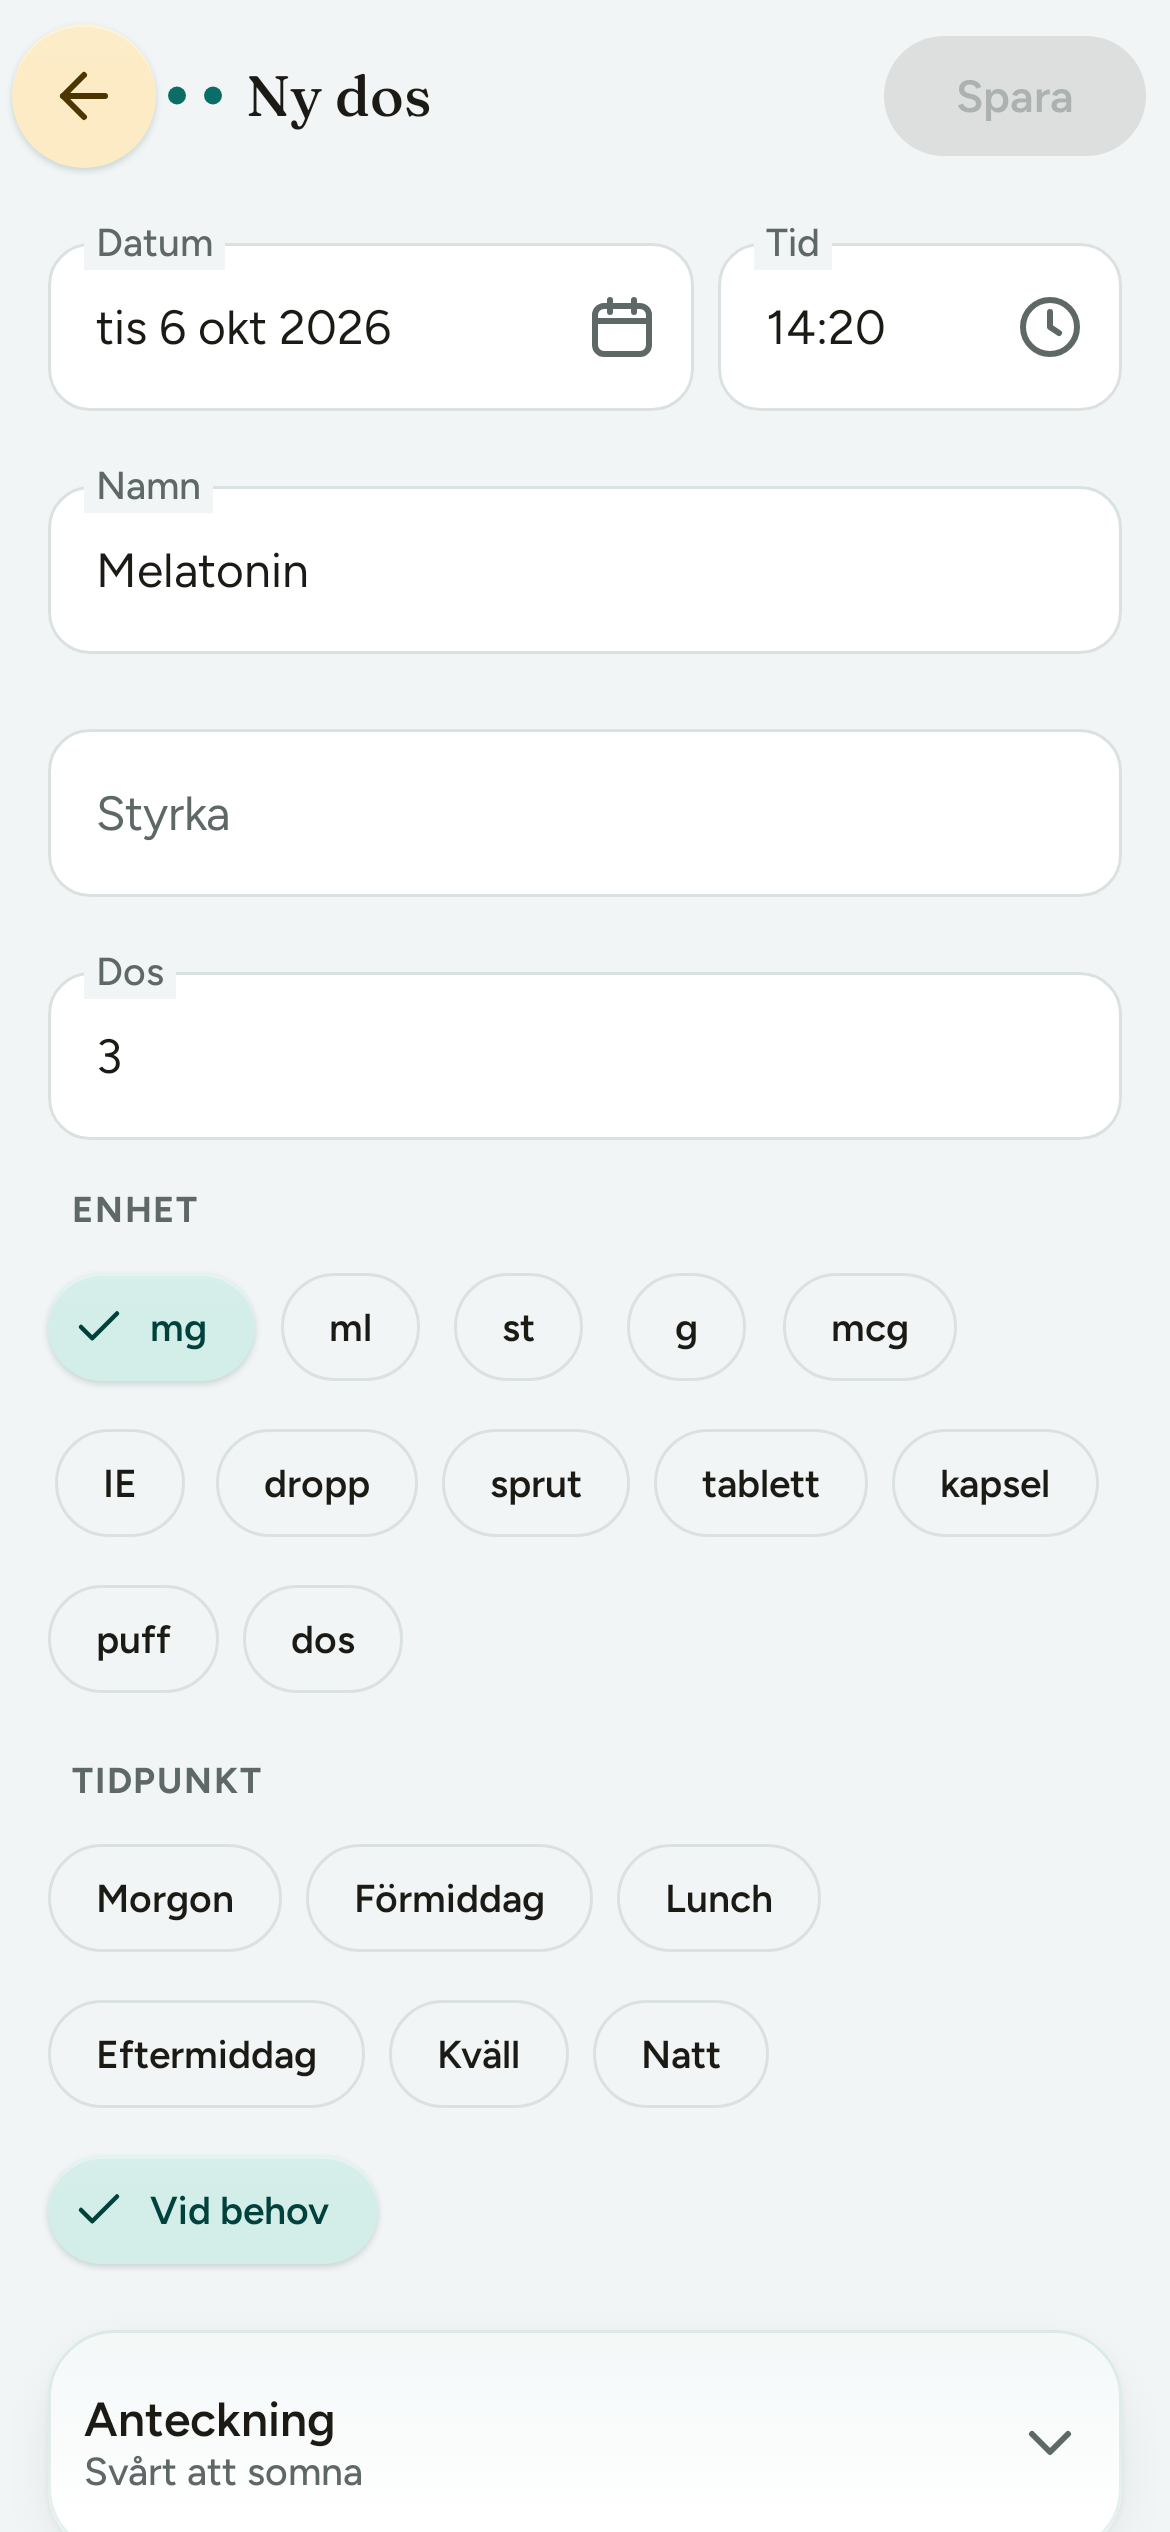 Ny dos
Spara
Datum
Tid
tis 6 okt 2026
14:20
Namn
Melatonin
Styrka
Dos
3
ENHET
mg ml st g mcg
IE dropp sprut tablett kapsel
puff dos
TIDPUNKT
Morgon Förmiddag Lunch
Eftermiddag Kväll Natt
Vid behov
Anteckning
Svårt att somna